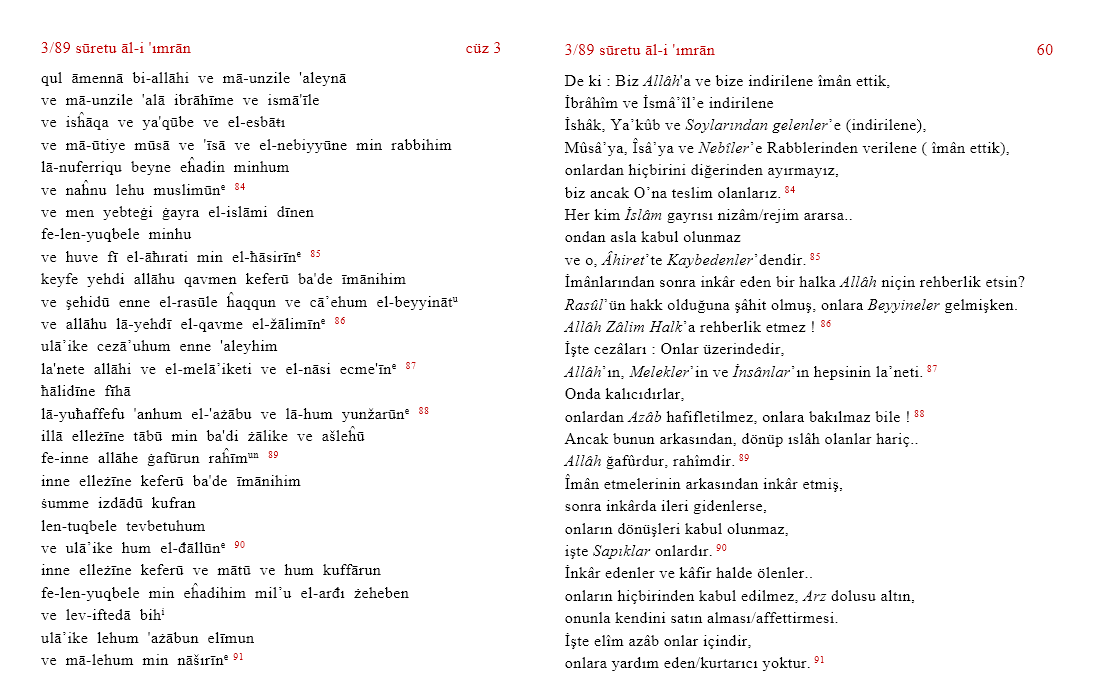 3/89 sūretu āl-i 'ımrān cüz 3
qul āmennā bi-allāhi ve mā-unzile 'aleynā
ve mā-unzile 'alā ibrāhīme ve ismā'īle
ve isĥāqa ve ya'qūbe ve el-esbāŧı
ve mā-ūtiye mūsā ve 'īsā ve el-nebiyyūne min rabbihim
lā-nuferriqu beyne eĥadin minhum
ve naĥnu lehu muslimūnᵉ 84
ve men yebteġi ġayra el-islāmi dīnen
fe-len-yuqbele minhu
ve huve fī el-āħırati min el-ħāsirīnᵉ 85
keyfe yehdi allāhu qavmen keferū ba'de īmānihim
ve şehidū enne el-rasūle ĥaqqun ve cā’ehum el-beyyinātᵘ
ve allāhu lā-yehdī el-qavme el-žālimīnᵉ 86
ulā’ike cezā’uhum enne 'aleyhim
la'nete allāhi ve el-melā’iketi ve el-nāsi ecme'īnᵉ 87
ħālidīne fīhā
lā-yuħaffefu 'anhum el-'ażābu ve lā-hum yunžarūnᵉ 88
illā elleżīne tābū min ba'di żālike ve ašleĥū
fe-inne allāhe ġafūrun raĥīmᵘⁿ 89
inne elleżīne keferū ba'de īmānihim
śumme izdādū kufran
len-tuqbele tevbetuhum
ve ulā’ike hum el-đāllūnᵉ 90
inne elleżīne keferū ve mātū ve hum kuffārun
fe-len-yuqbele min eĥadihim mil’u el-arđı żeheben
ve lev-iftedā bihⁱ
ulā’ike lehum 'ażābun elīmun
ve mā-lehum min nāšırīnᵉ 91
3/89 sūretu āl-i 'ımrān 60
De ki : Biz Allâh'a ve bize indirilene îmân ettik,
İbrâhîm ve İsmâ’îl’e indirilene
İshâk, Ya’kûb ve Soylarından gelenler’e (indirilene),
Mûsâ’ya, Îsâ’ya ve Nebîler’e Rabblerinden verilene ( îmân ettik),
onlardan hiçbirini diğerinden ayırmayız,
biz ancak O’na teslim olanlarız. 84
Her kim İslâm gayrısı nizâm/rejim ararsa..
ondan asla kabul olunmaz
ve o, Âhiret’te Kaybedenler’dendir. 85
İmânlarından sonra inkâr eden bir halka Allâh niçin rehberlik etsin?
Rasûl’ün hakk olduğuna şâhit olmuş, onlara Beyyineler gelmişken.
Allâh Zâlim Halk’a rehberlik etmez ! 86
İşte cezâları : Onlar üzerindedir,
Allâh’ın, Melekler’in ve İnsânlar’ın hepsinin la’neti. 87
Onda kalıcıdırlar,
onlardan Azâb hafifletilmez, onlara bakılmaz bile ! 88
Ancak bunun arkasından, dönüp ıslâh olanlar hariç..
Allâh ğafûrdur, rahîmdir. 89
Îmân etmelerinin arkasından inkâr etmiş,
sonra inkârda ileri gidenlerse,
onların dönüşleri kabul olunmaz,
işte Sapıklar onlardır. 90
İnkâr edenler ve kâfir halde ölenler..
onların hiçbirinden kabul edilmez, Arz dolusu altın,
onunla kendini satın alması/affettirmesi.
İşte elîm azâb onlar içindir,
onlara yardım eden/kurtarıcı yoktur. 91